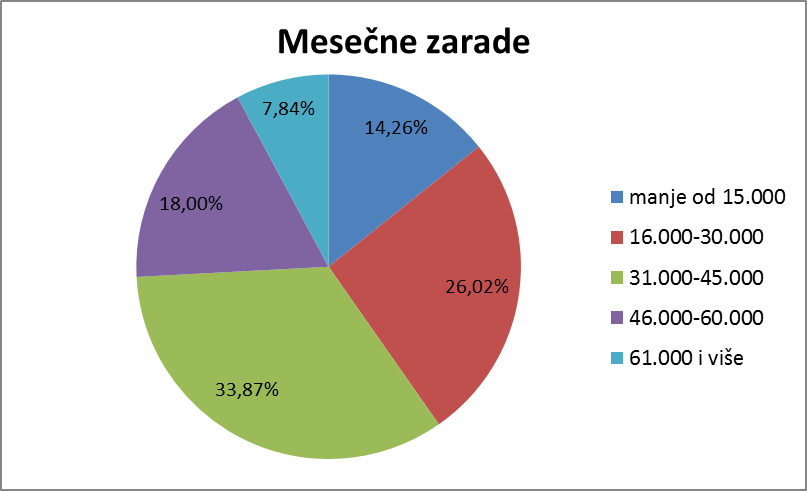 Mesečne zarade
7,84%
14,26%
18,00%
26,02%
33,87%
manje od 15.000
16.000-30.000
31.000-45.000
46.000-60.000
61.000 i više